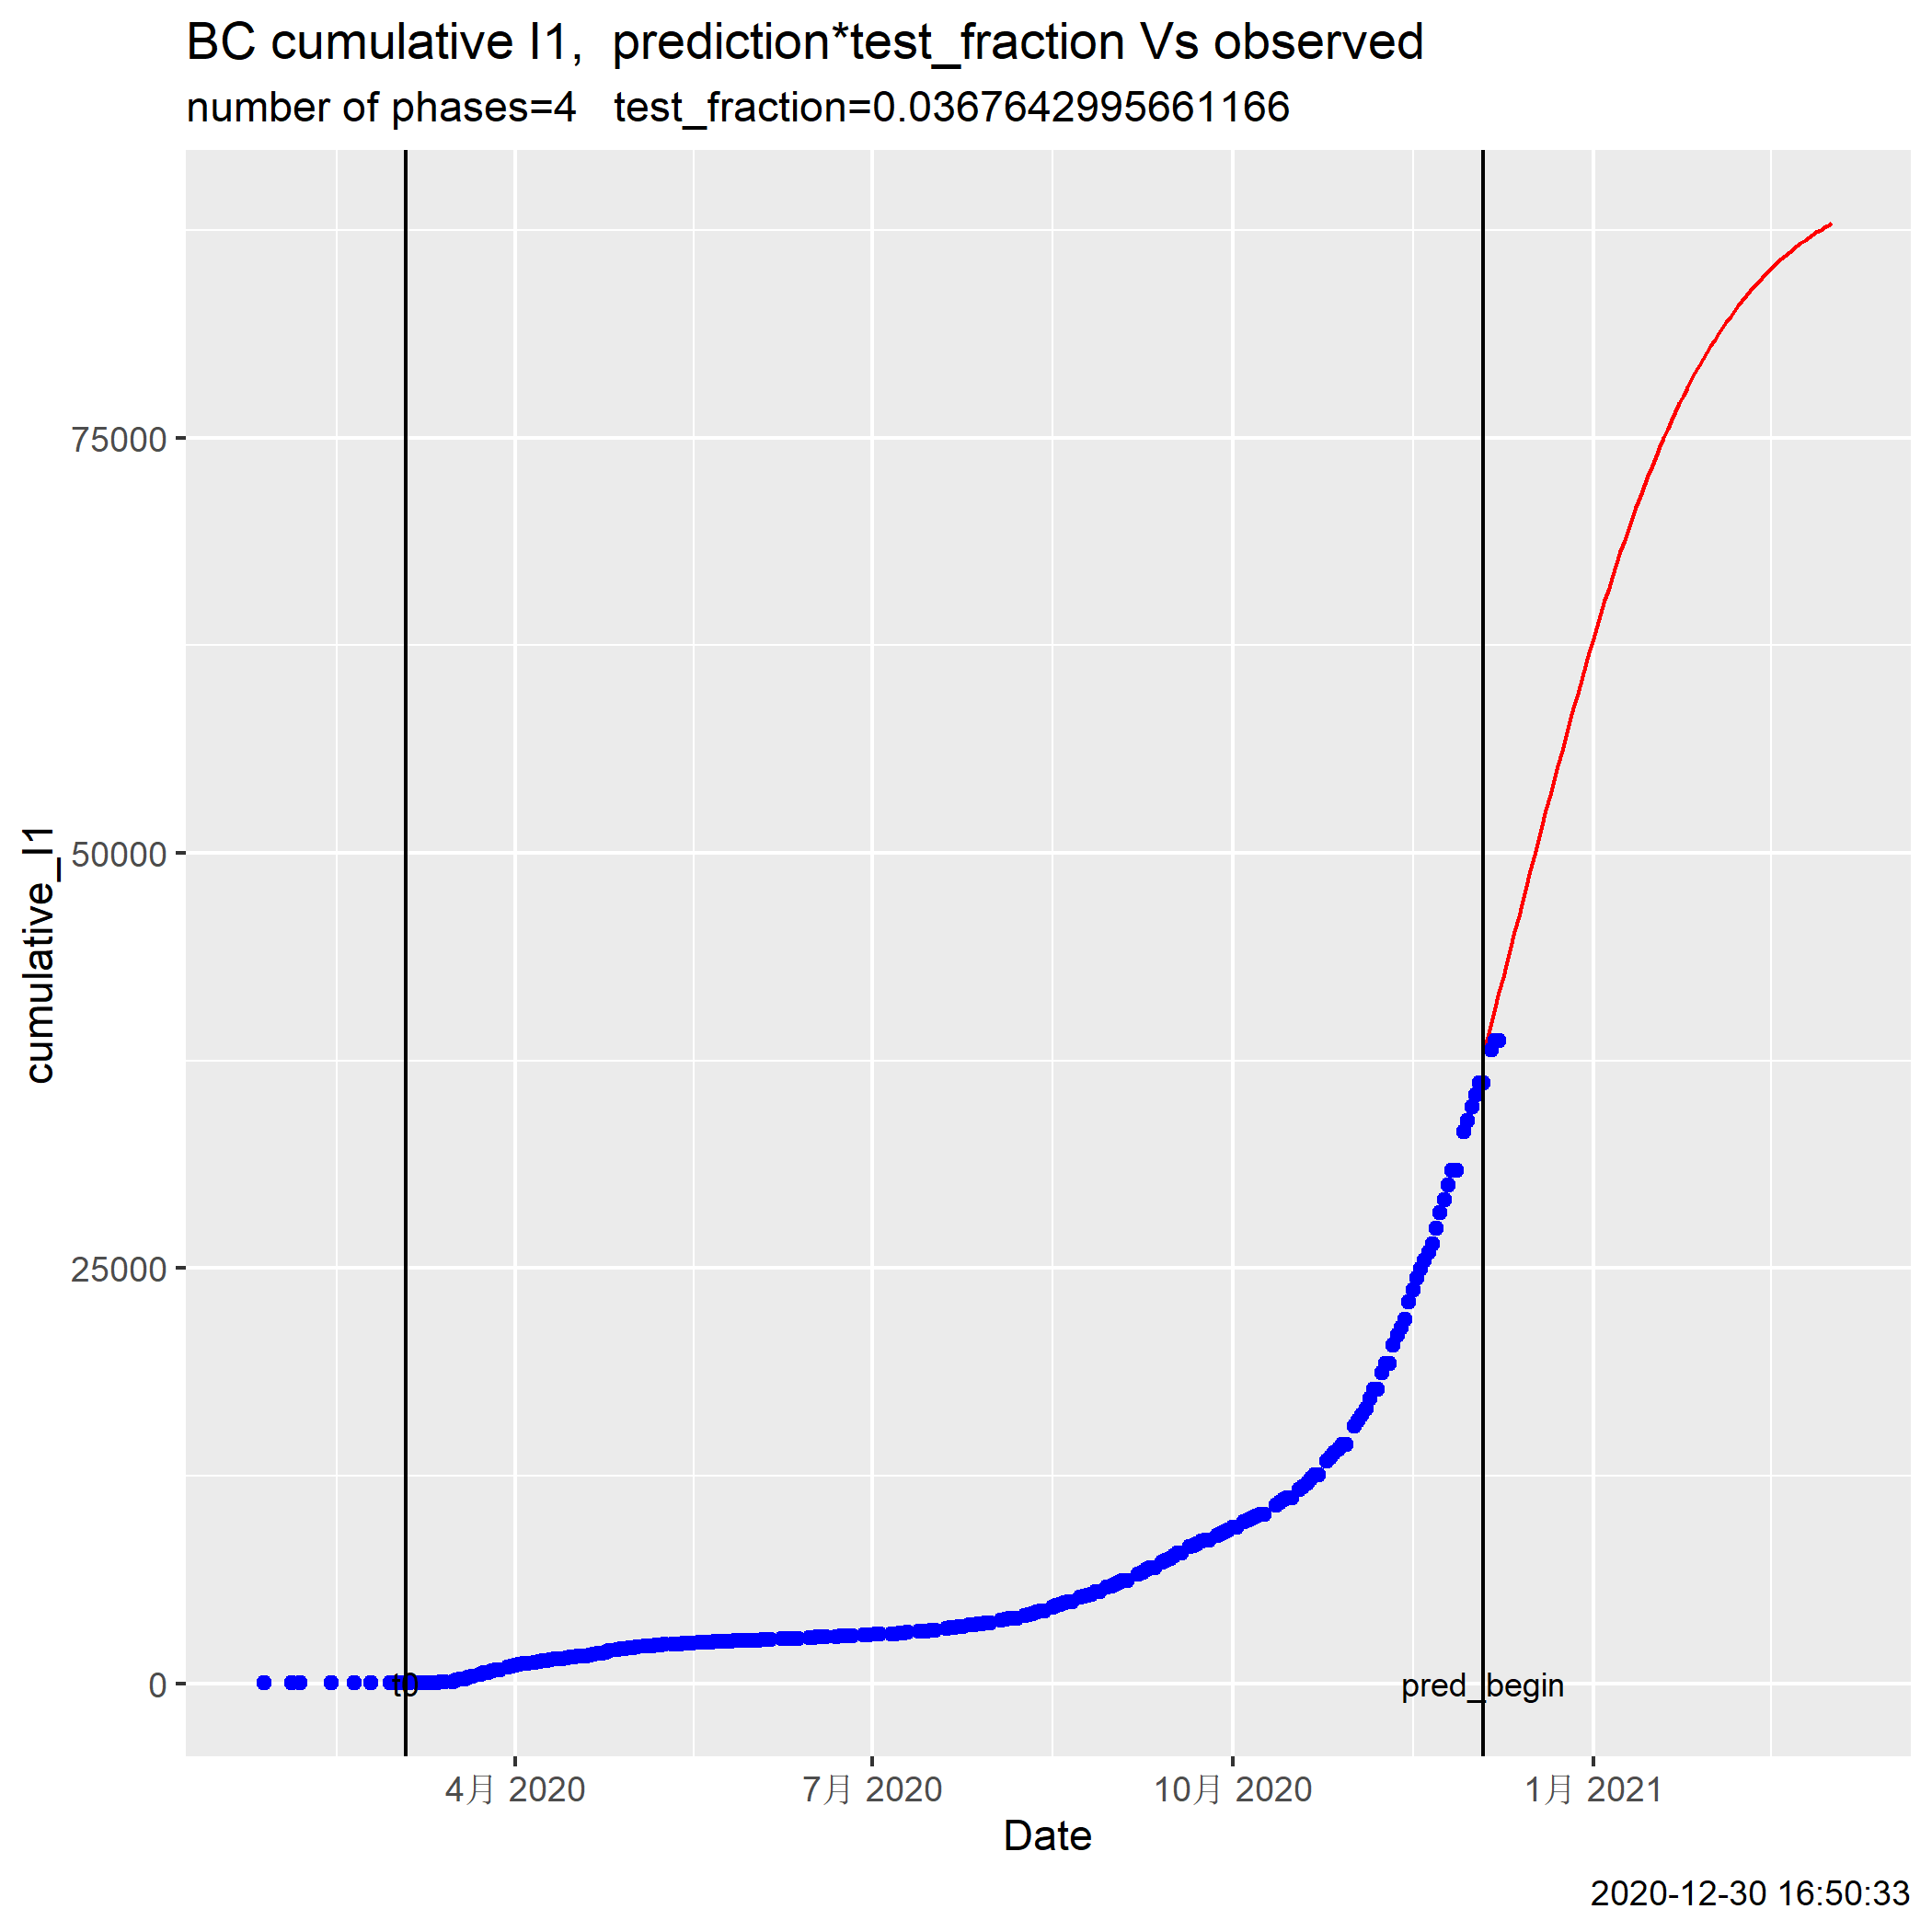 BC cumulative I1,  prediction*test_fraction Vs observed
number of phases=4   test_fraction=0.0367642995661166
cumulative_I1
75000
50000
25000
0
t0
pred_begin
4月 2020
7月 2020
10月 2020
1月 2021
Date
2020-12-30 16:50:33